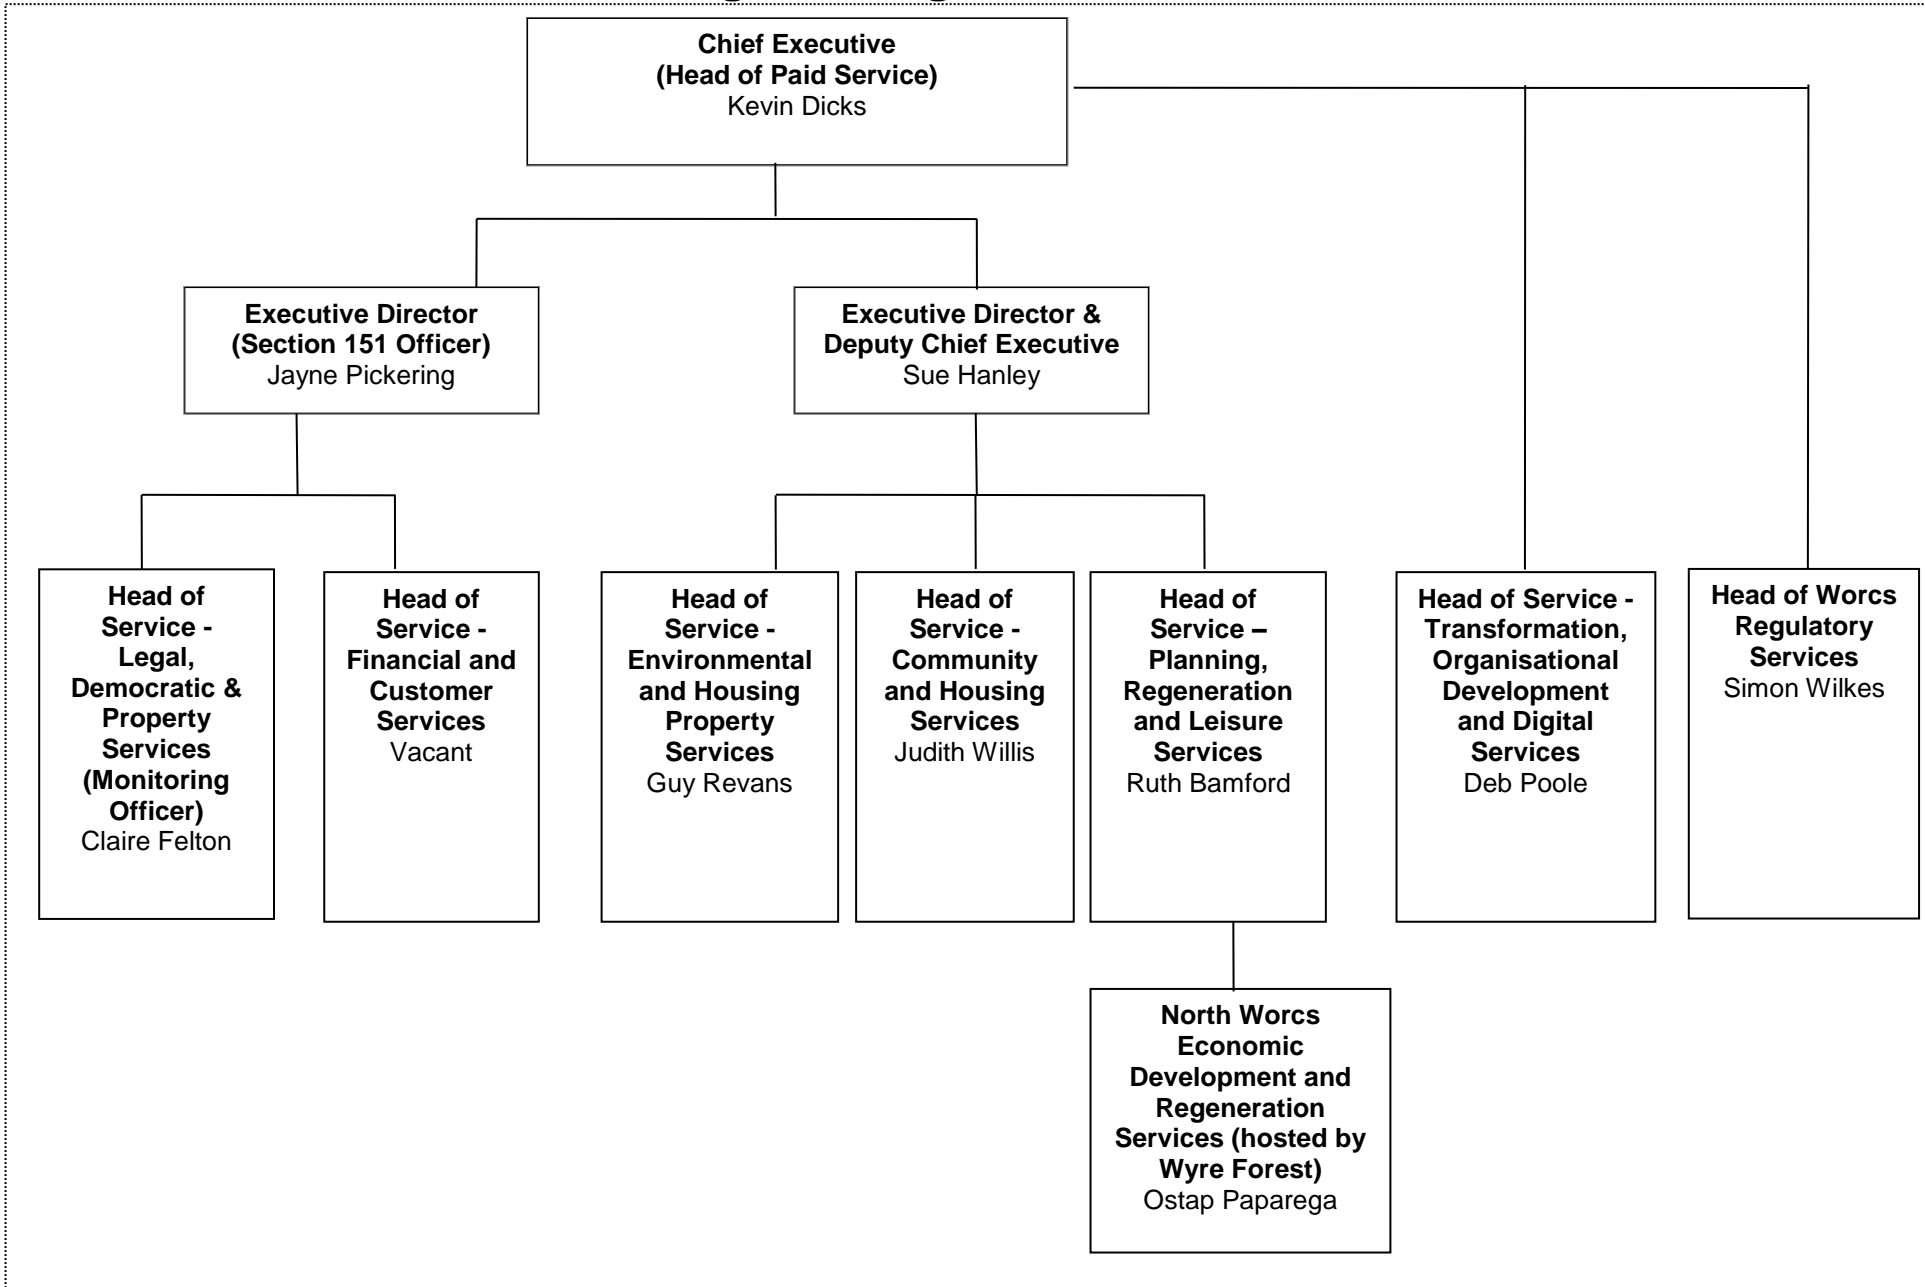 Chief Executive
(Head of Paid Service)
Kevin Dicks
Executive Director
(Section 151 Officer)
Jayne Pickering
Executive Director &
Deputy Chief Executive
Sue Hanley
Head of
Service -
Legal,
Democratic &
Property
Services
(Monitoring
Officer)
Claire Felton
Head of
Service -
Financial and
Customer
Services
Vacant
Head of
Service -
Environmental
and Housing
Property
Services
Guy Revans
Head of
Service -
Community
and Housing
Services
Judith Willis
Head of
Service –
Planning,
Regeneration
and Leisure
Services
Ruth Bamford
Head of Service -
Transformation,
Organisational
Development
and Digital
Services
Deb Poole
Head of Worcs
Regulatory
Services
Simon Wilkes
North Worcs
Economic
Development and
Regeneration
Services (hosted by
Wyre Forest)
Ostap Paparega